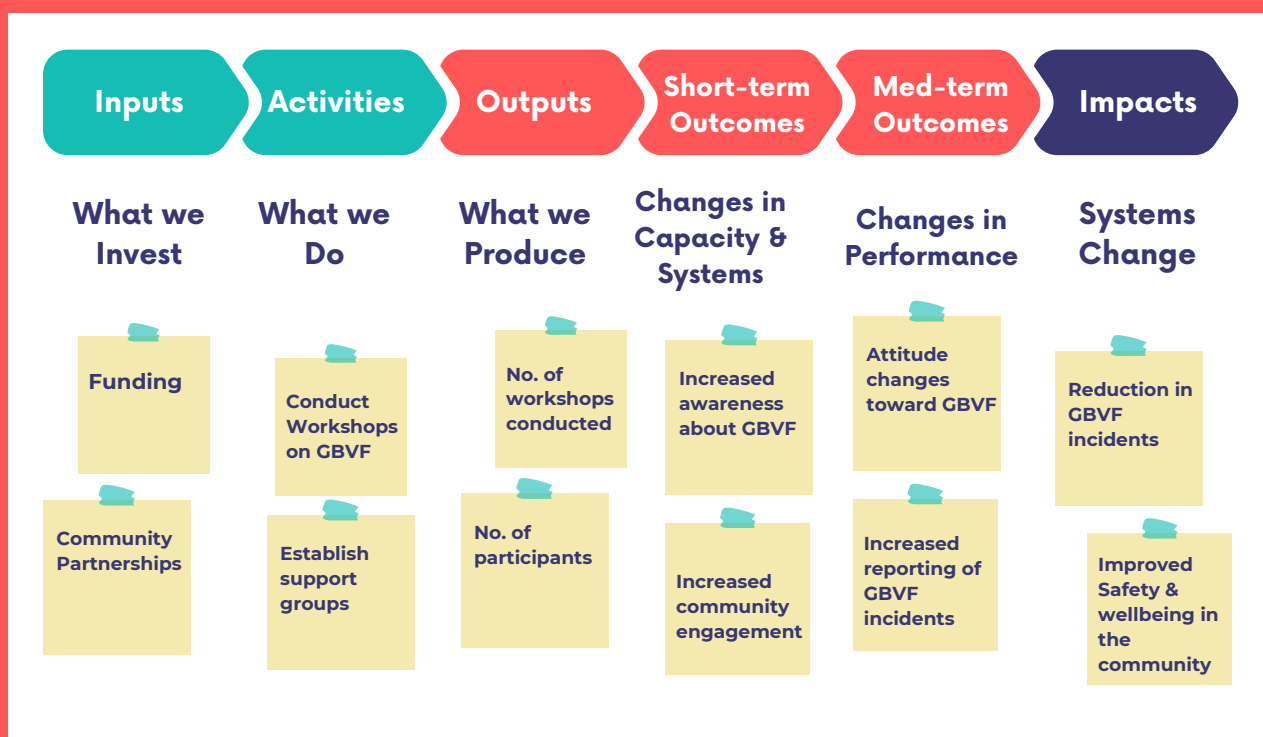 Inputs
Activities
Outputs
Short-term
Outcomes
Med-term
Outcomes
Impacts
What we
Invest
What we
Do
What we
Produce
Changes in
Capacity &
Systems
Changes in
Performance
Systems
Change
Funding
Community
Partnerships
Conduct
Workshops
on GBVF
Establish
support
groups
No. of
workshops
conducted
No. of
participants
Increased
awareness
about GBVF
Increased
community
engagement
Attitude
changes
toward GBVF
Increased
reporting of
GBVF
incidents
Reduction in
GBVF
incidents
Improved
Safety &
wellbeing in
the
community